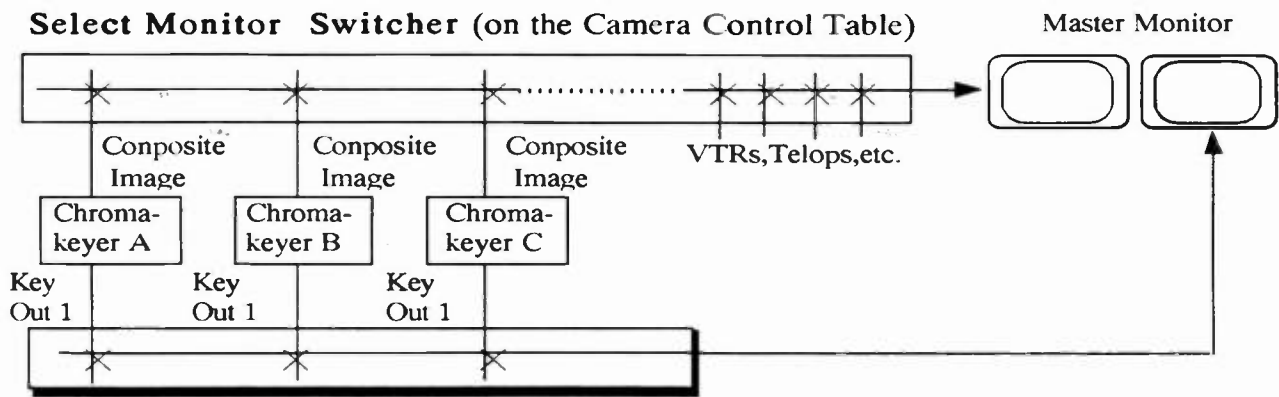 Select Monitor Switcher (on the Camera Control Table)
Master Monitor
Conposite
Image
Conposite
Image
Conposite
Image
VTRs,Telops,etc.
Chroma-
keyer A
Chroma-
keyer B
Chroma-
keyer C
Key
Out 1
Key
Out 1
Key
Out 1